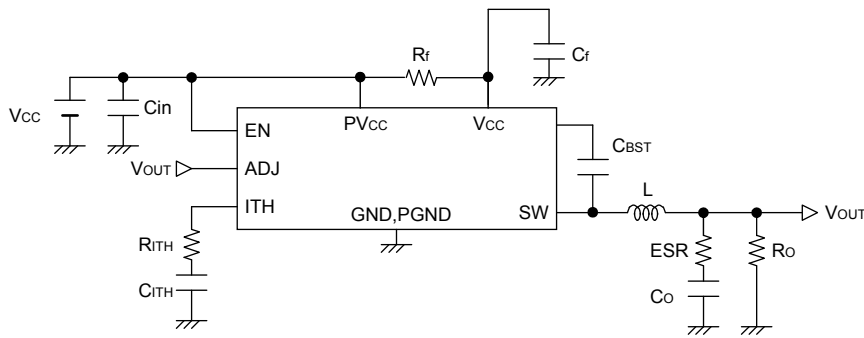 Rf
Cf
VCC
Cin
EN
PVCC
VCC
CBST
VOUT
ADJ
L
ITH
GND,PGND
SW
VOUT
RITH
ESR
RO
CITH
CO